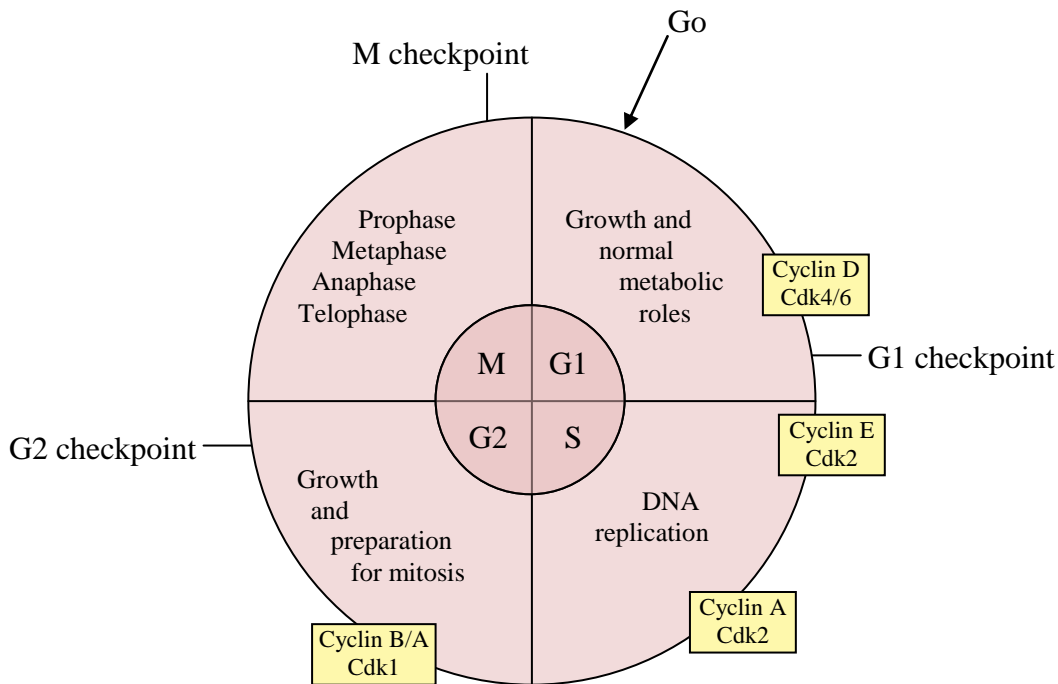 Go
M checkpoint
Prophase
Metaphase
Anaphase
Telophase
Growth and
normal
metabolic
roles
Cyclin D
Cdk4/6
M
G1
G1 checkpoint
G2
S
Cyclin E
Cdk2
G2 checkpoint
Growth
and
preparation
for mitosis
DNA
replication
Cyclin A
Cdk2
Cyclin B/A
Cdk1